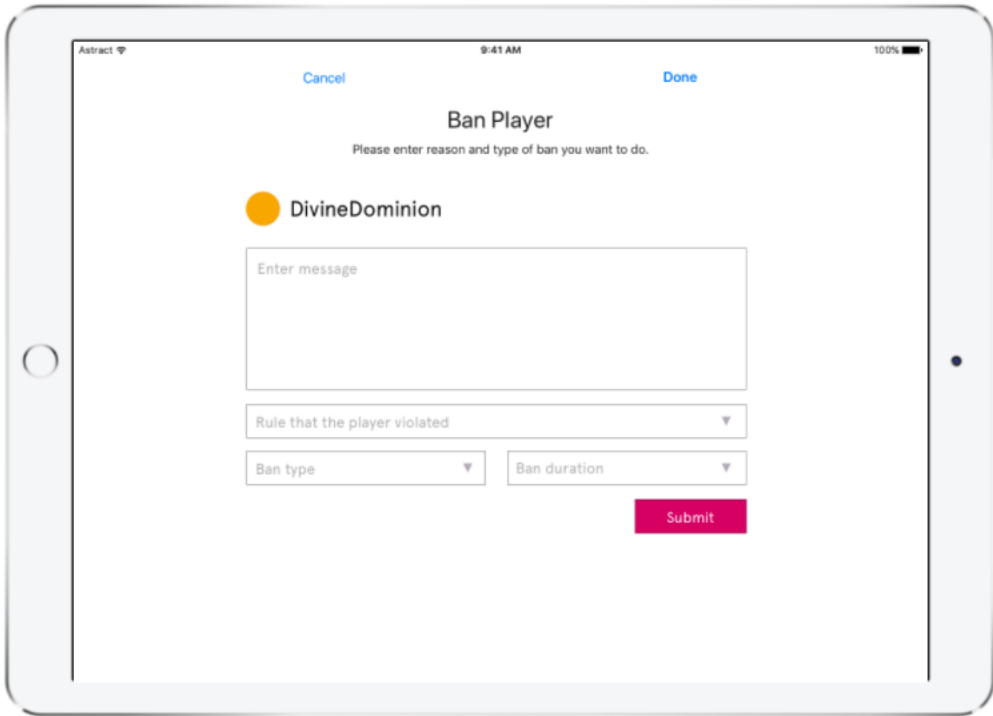 Astract 9:41 AM 100%
Cancel Done
Ban Player
Please enter reason and type of ban you want to do.
DivineDominion
Enter message
Rule that the player violated
Ban type Ban duration
Submit